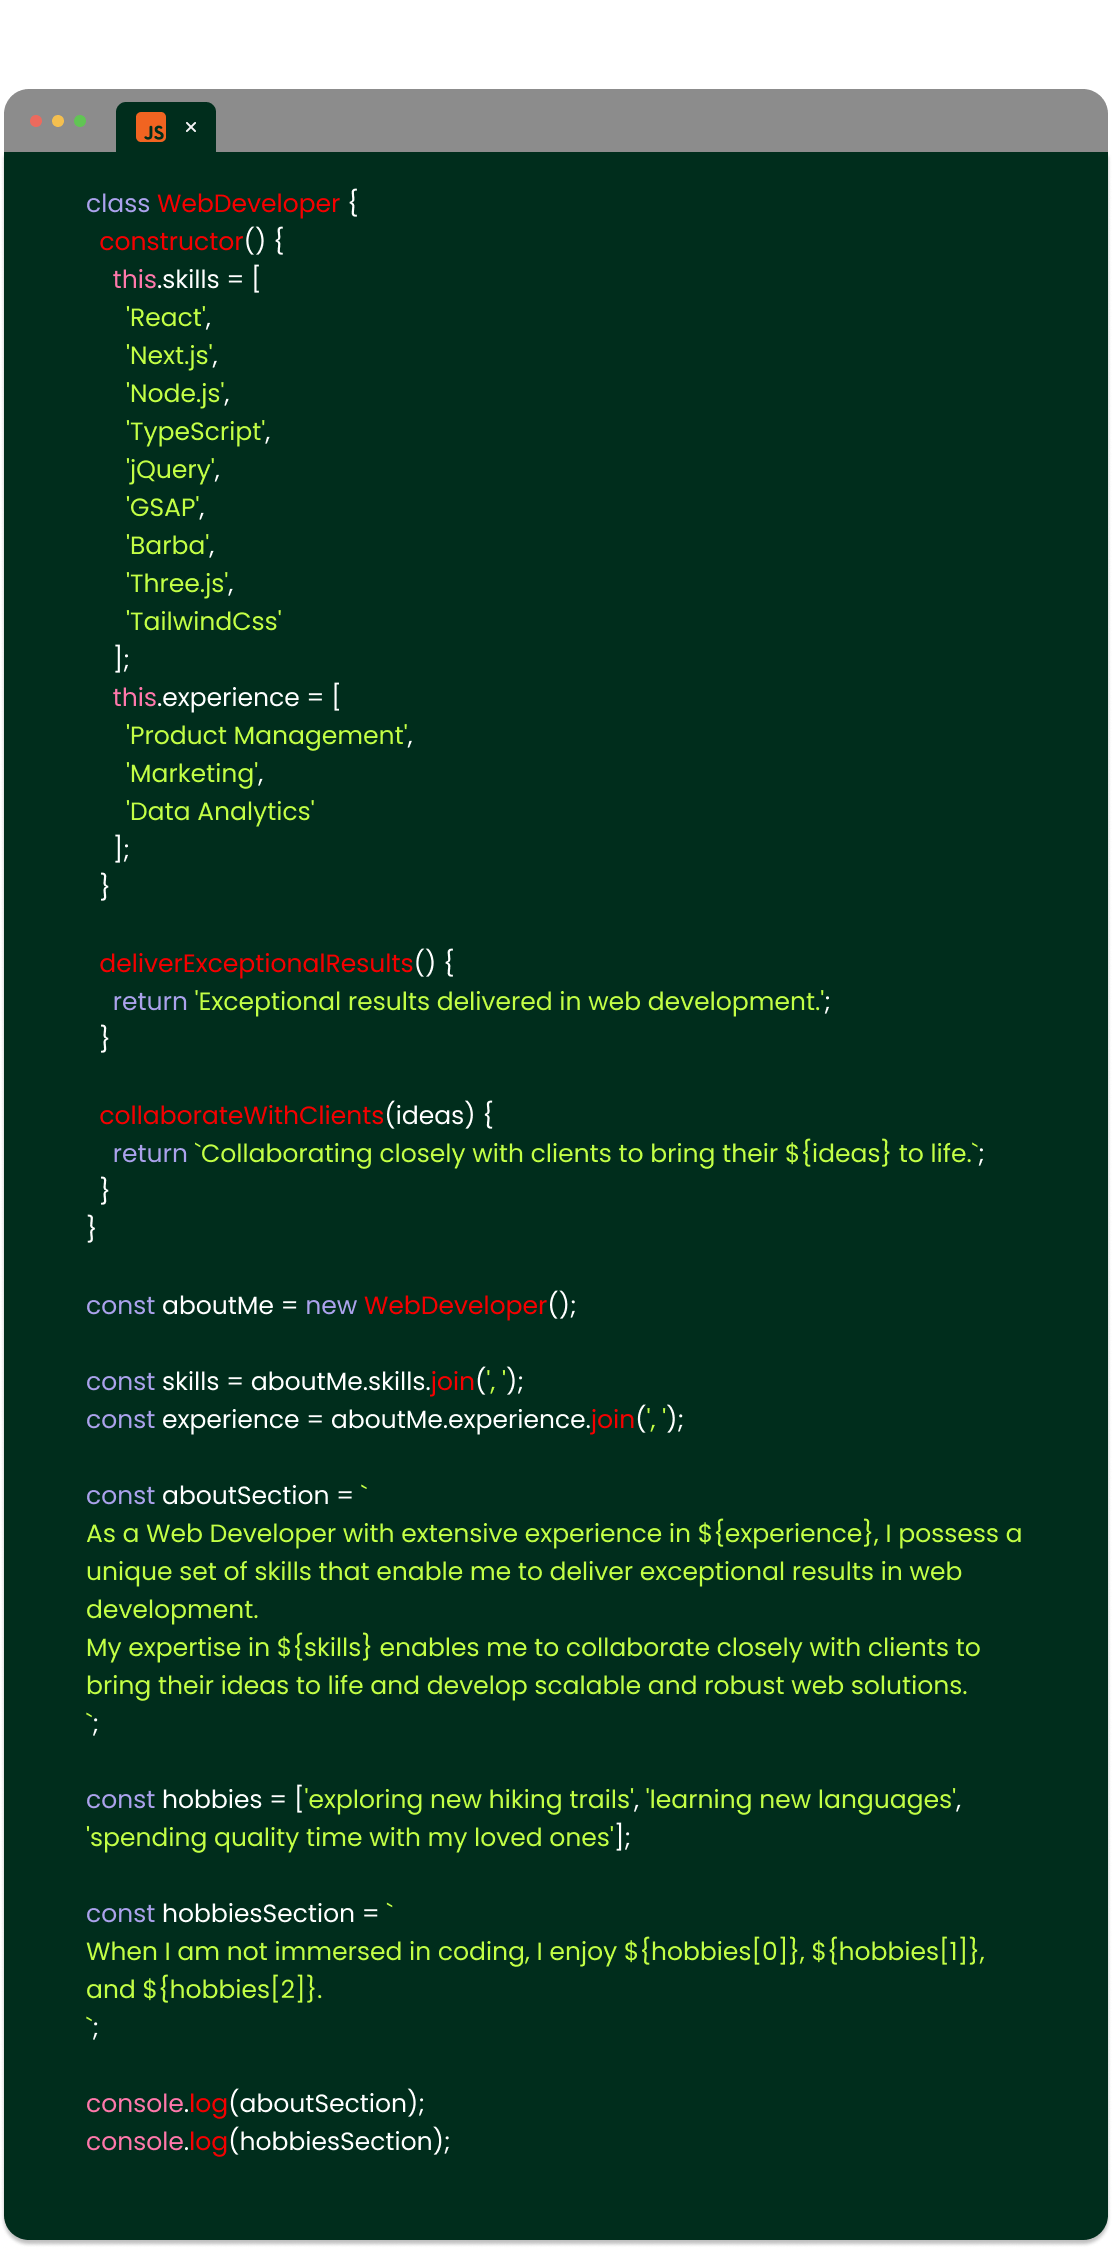 JS ×
class WebDeveloper {
  constructor() {
    this.skills = [
      'React',
      'Next.js',
      'Node.js',
      'TypeScript',
      'jQuery',
      'GSAP',
      'Barba',
      'Three.js',
      'TailwindCss'
    ];
    this.experience = [
      'Product Management',
      'Marketing',
      'Data Analytics'
    ];
  }

  deliverExceptionalResults() {
    return 'Exceptional results delivered in web development.';
  }

  collaborateWithClients(ideas) {
    return `Collaborating closely with clients to bring their ${ideas} to life.`;
  }
}

const aboutMe = new WebDeveloper();

const skills = aboutMe.skills.join(', ');
const experience = aboutMe.experience.join(', ');

const aboutSection = `
As a Web Developer with extensive experience in ${experience}, I possess a
unique set of skills that enable me to deliver exceptional results in web
development.
My expertise in ${skills} enables me to collaborate closely with clients to
bring their ideas to life and develop scalable and robust web solutions.
`;

const hobbies = ['exploring new hiking trails', 'learning new languages',
'spending quality time with my loved ones'];

const hobbiesSection = `
When I am not immersed in coding, I enjoy ${hobbies[0]}, ${hobbies[1]},
and ${hobbies[2]}.
`;

console.log(aboutSection);
console.log(hobbiesSection);